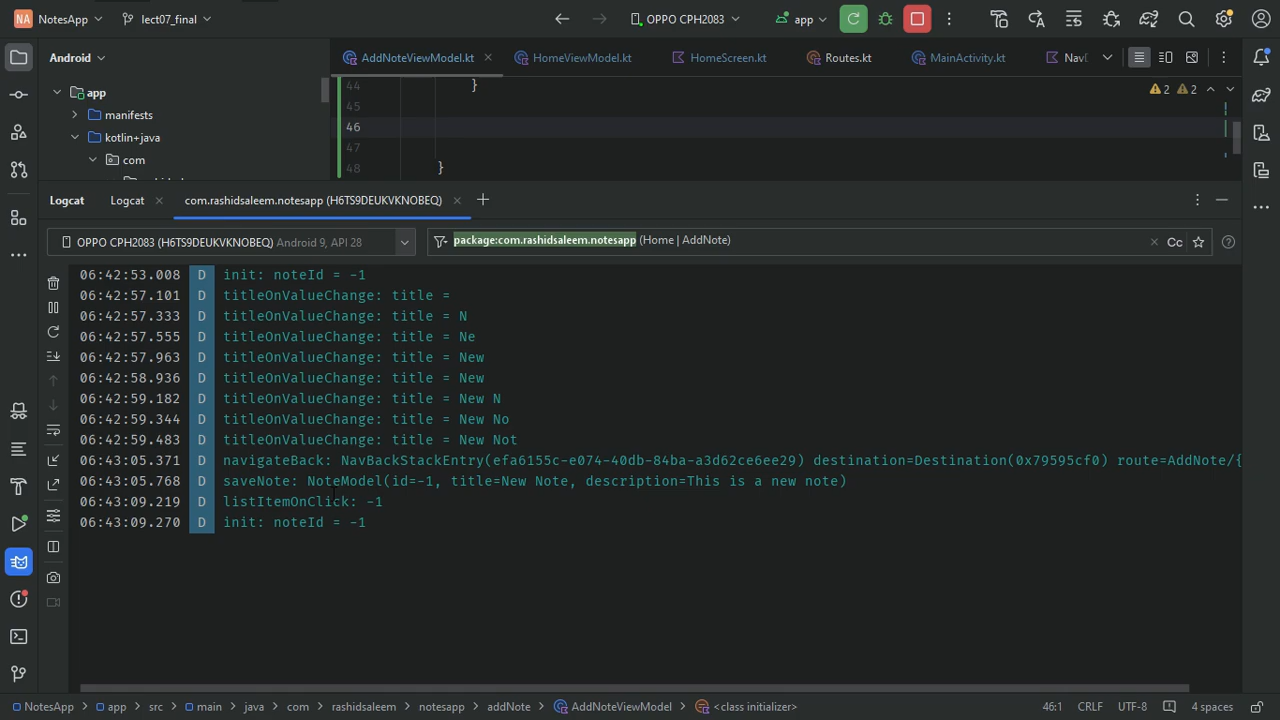 NA NotesApp lect07_final OPPO CPH2083 app
Android AddNoteViewModel.kt HomeViewModel.kt HomeScreen.kt Routes.kt MainActivity.kt
app
manifests
kotlin+java
com
44 }
45
46
47
48 }
2 2
Logcat Logcat com.rashidsaleem.notesapp (H6TS9DEUKVKNOBEQ)
OPPO CPH2083 (H6TS9DEUKVKNOBEQ) Android 9, API 28 package:com.rashidsaleem.notesapp (Home | AddNote) Cc
06:42:53.008 D init: noteId = -1
06:42:57.101 D titleOnValueChange: title =
06:42:57.333 D titleOnValueChange: title = N
06:42:57.555 D titleOnValueChange: title = Ne
06:42:57.963 D titleOnValueChange: title = New
06:42:58.936 D titleOnValueChange: title = New
06:42:59.182 D titleOnValueChange: title = New N
06:42:59.344 D titleOnValueChange: title = New No
06:42:59.483 D titleOnValueChange: title = New Not
06:43:05.371 D navigateBack: NavBackStackEntry(efa6155c-e074-40db-84ba-a3d62ce6ee29) destination=Destination(0x79595cf0) route=AddNote/{
06:43:05.768 D saveNote: NoteModel(id=-1, title=New Note, description=This is a new note)
06:43:09.219 D listItemOnClick: -1
06:43:09.270 D init: noteId = -1
NotesApp app src main java com rashidsaleem notesapp addNote AddNoteViewModel <class initializer> 46:1 CRLF UTF-8 4 spaces